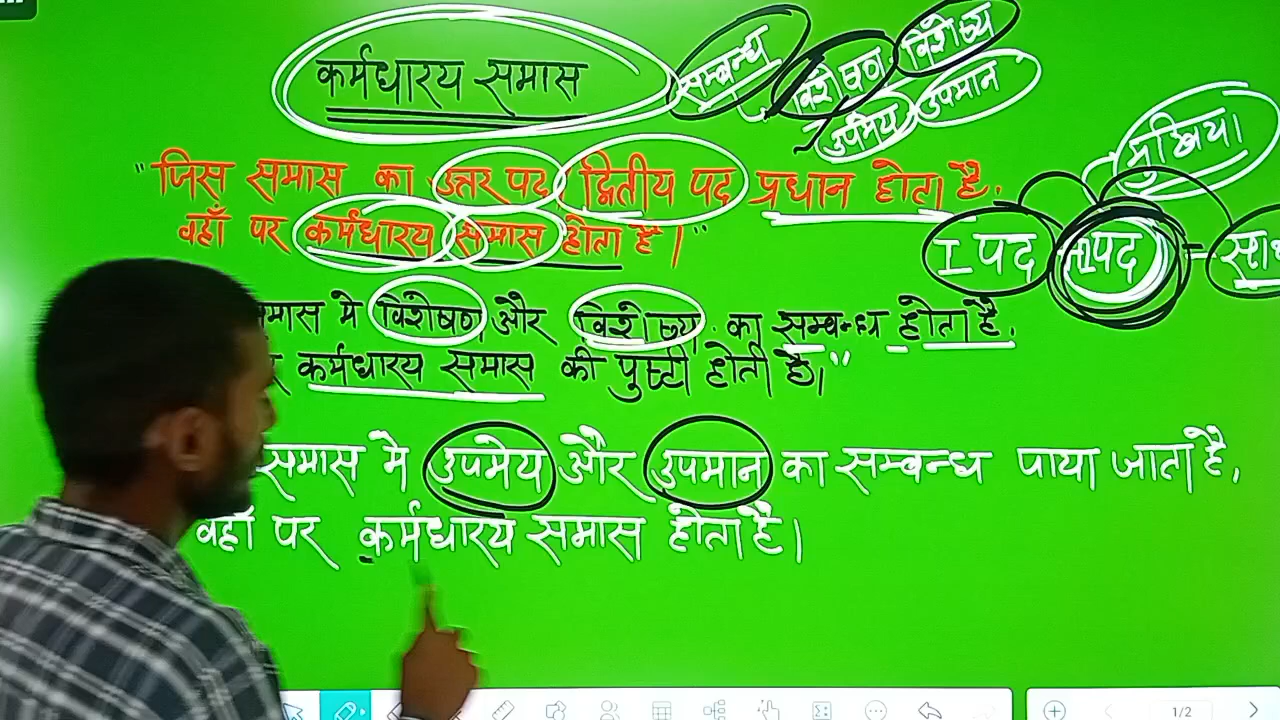 कर्मधारय समास
सम्बन्ध
विशेषण विशेष्य
उपमेय उपमान
मुखिया
"जिस समास का उत्तर पद / द्वितीय पद प्रधान होता है.
वहाँ पर कर्मधारय समास होता है।"
I पद II पद =
समास मे विशेषण और विशेष्य का सम्बन्ध होता है.
कर्मधारय समास की पुष्टी होती है।"
समास मे उपमेय और उपमान का सम्बन्ध पाया जाता है,
वहाँ पर कर्मधारय समास होता है।
1/2